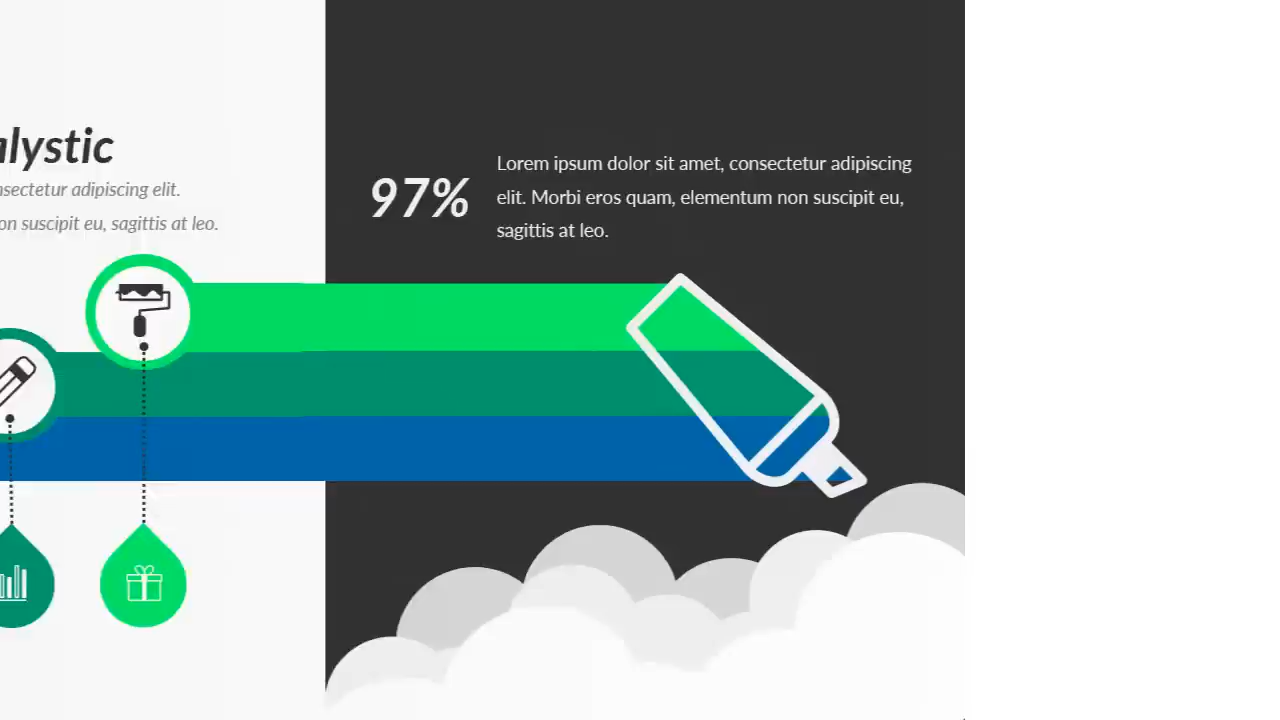 alystic
nsectetur adipiscing elit.
on suscipit eu, sagittis at leo.
97%
Lorem ipsum dolor sit amet, consectetur adipiscing
elit. Morbi eros quam, elementum non suscipit eu,
sagittis at leo.